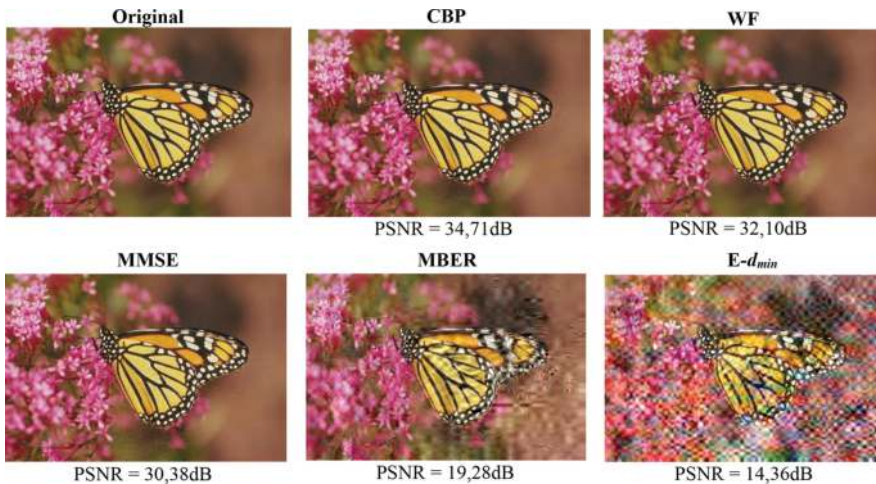 Original
CBP
WF
PSNR = 34,71dB
PSNR = 32,10dB
MMSE
MBER
E-dmin
PSNR = 30,38dB
PSNR = 19,28dB
PSNR = 14,36dB